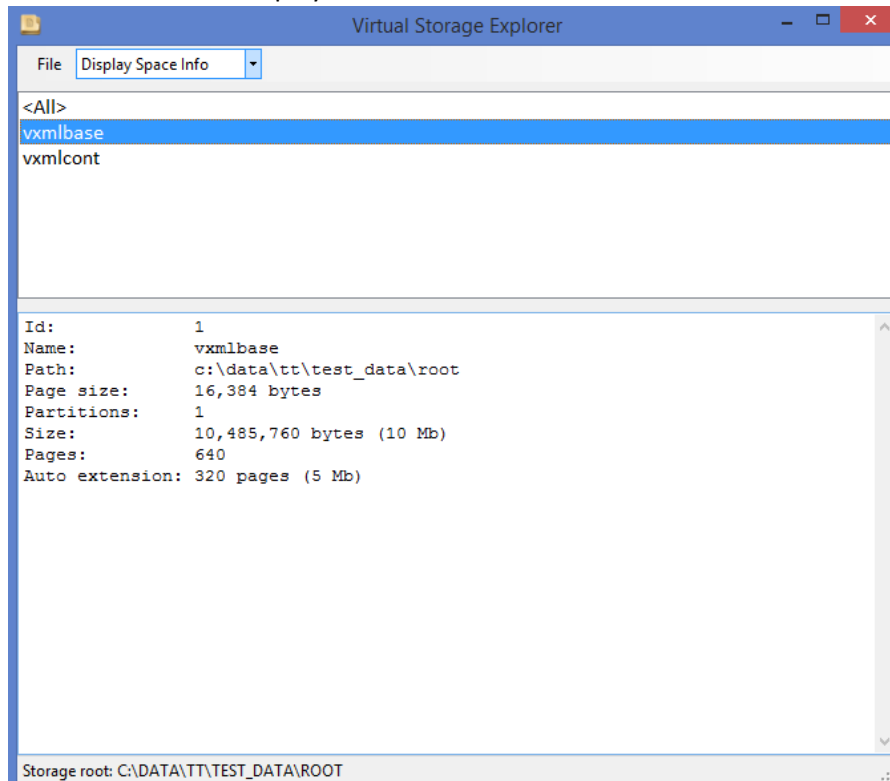 Virtual Storage Explorer
File Display Space Info
<All>
vxmlbase
vxmlcont
Id: 1
Name: vxmlbase
Path: c:\data\tt\test_data\root
Page size: 16,384 bytes
Partitions: 1
Size: 10,485,760 bytes (10 Mb)
Pages: 640
Auto extension: 320 pages (5 Mb)
Storage root: C:\DATA\TT\TEST_DATA\ROOT